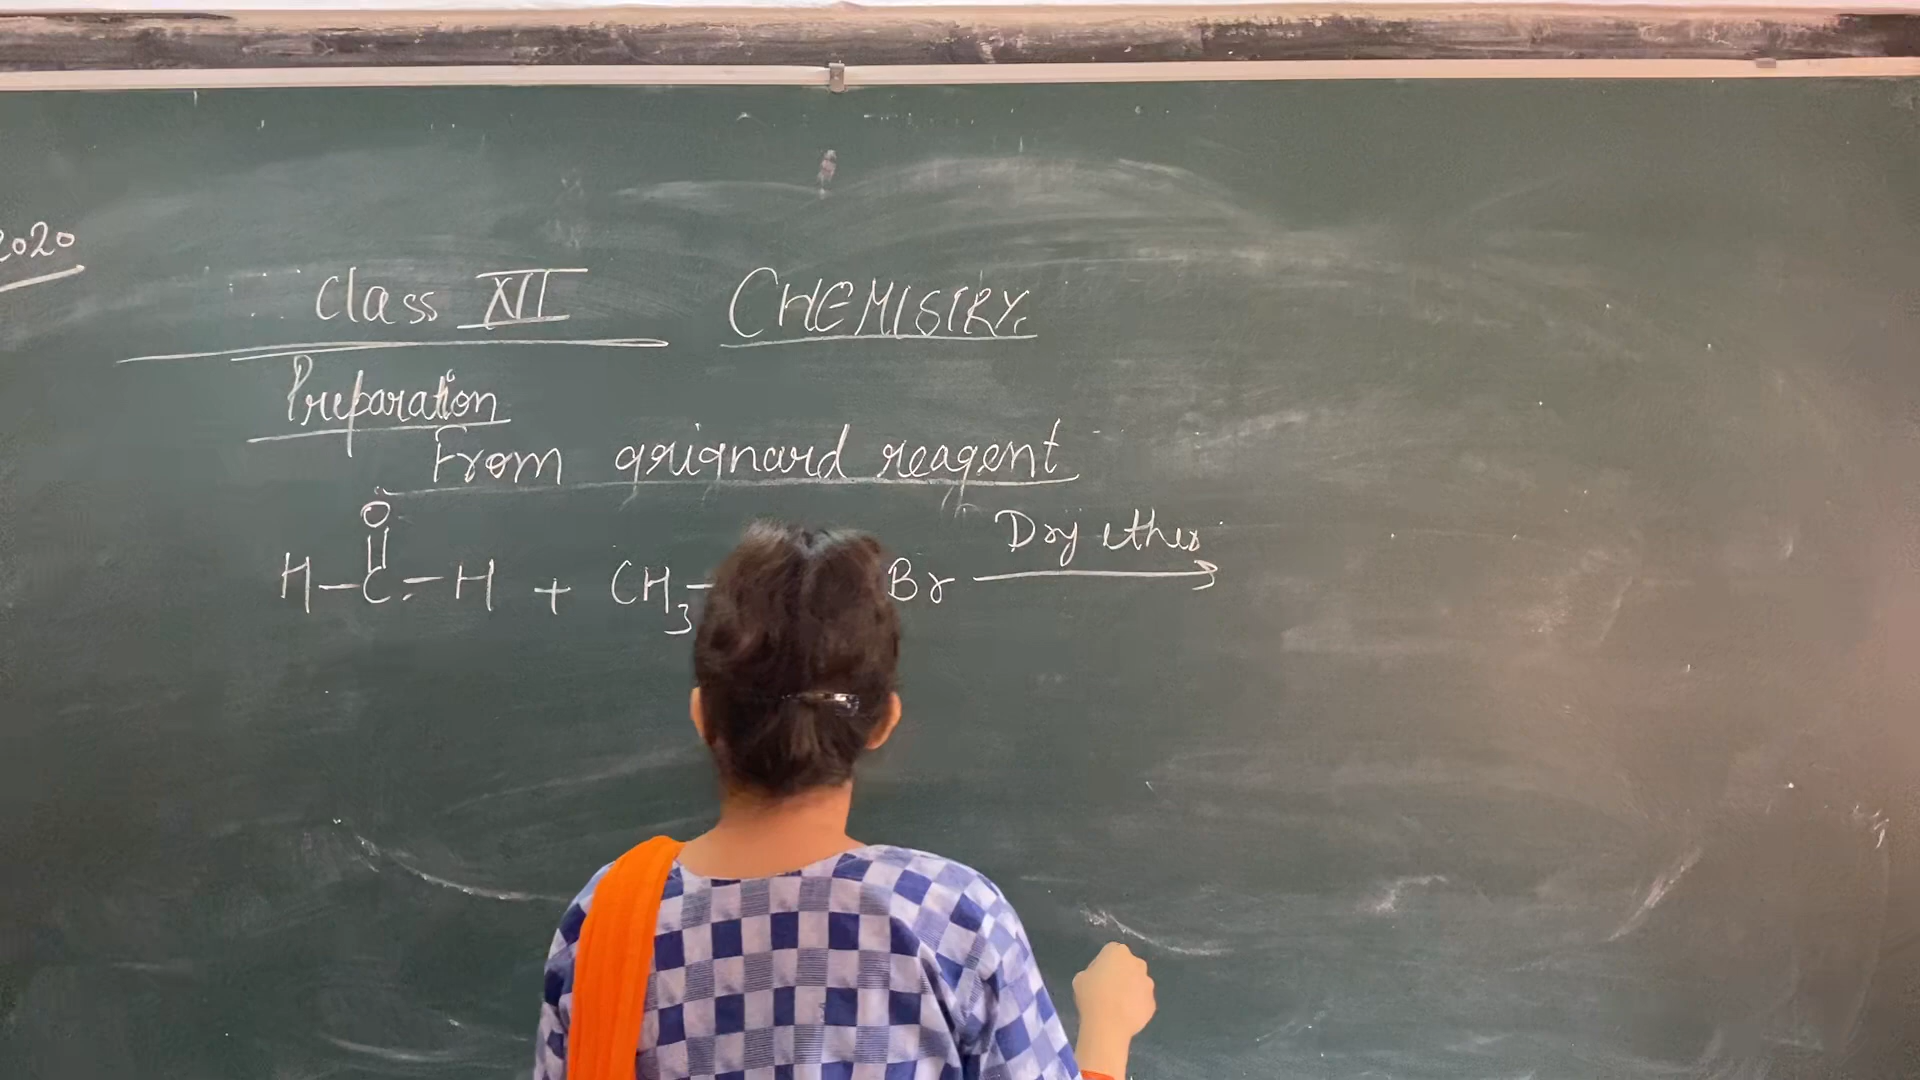 2020
Class XII CHEMISTRY
Preparation
From grignard reagent
O
||
H-C-H + CH3- Br Dry ether →